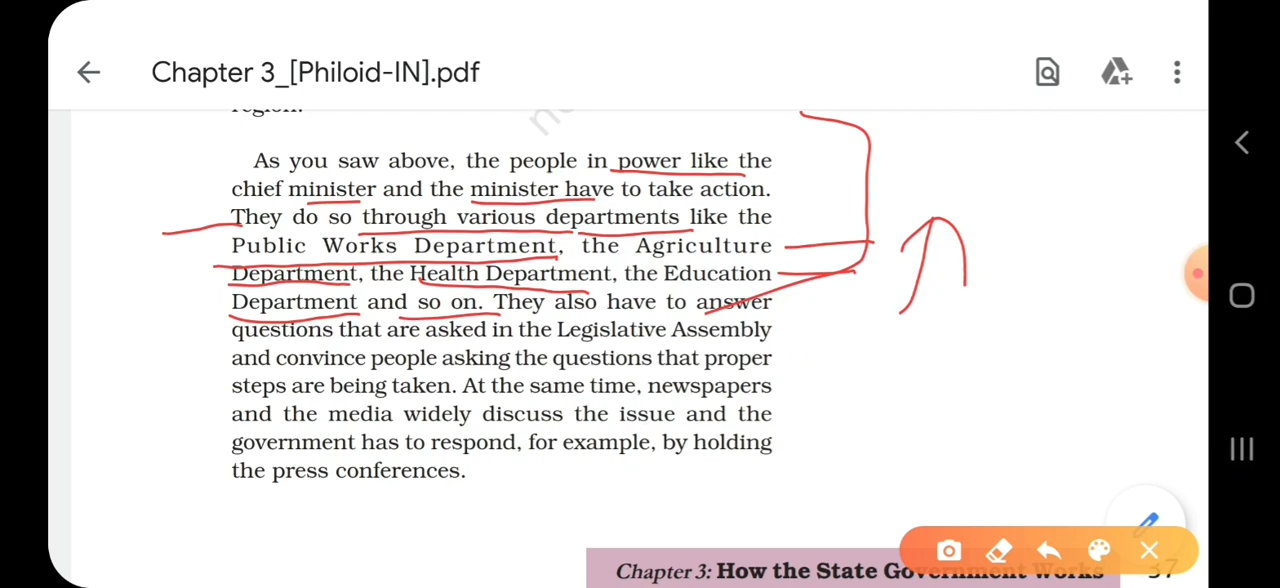 Chapter 3_[Philoid-IN].pdf
region.
As you saw above, the people in power like the
chief minister and the minister have to take action.
They do so through various departments like the
Public Works Department, the Agriculture
Department, the Health Department, the Education
Department and so on. They also have to answer
questions that are asked in the Legislative Assembly
and convince people asking the questions that proper
steps are being taken. At the same time, newspapers
and the media widely discuss the issue and the
government has to respond, for example, by holding
the press conferences.
Chapter 3: How the State Government Works 37